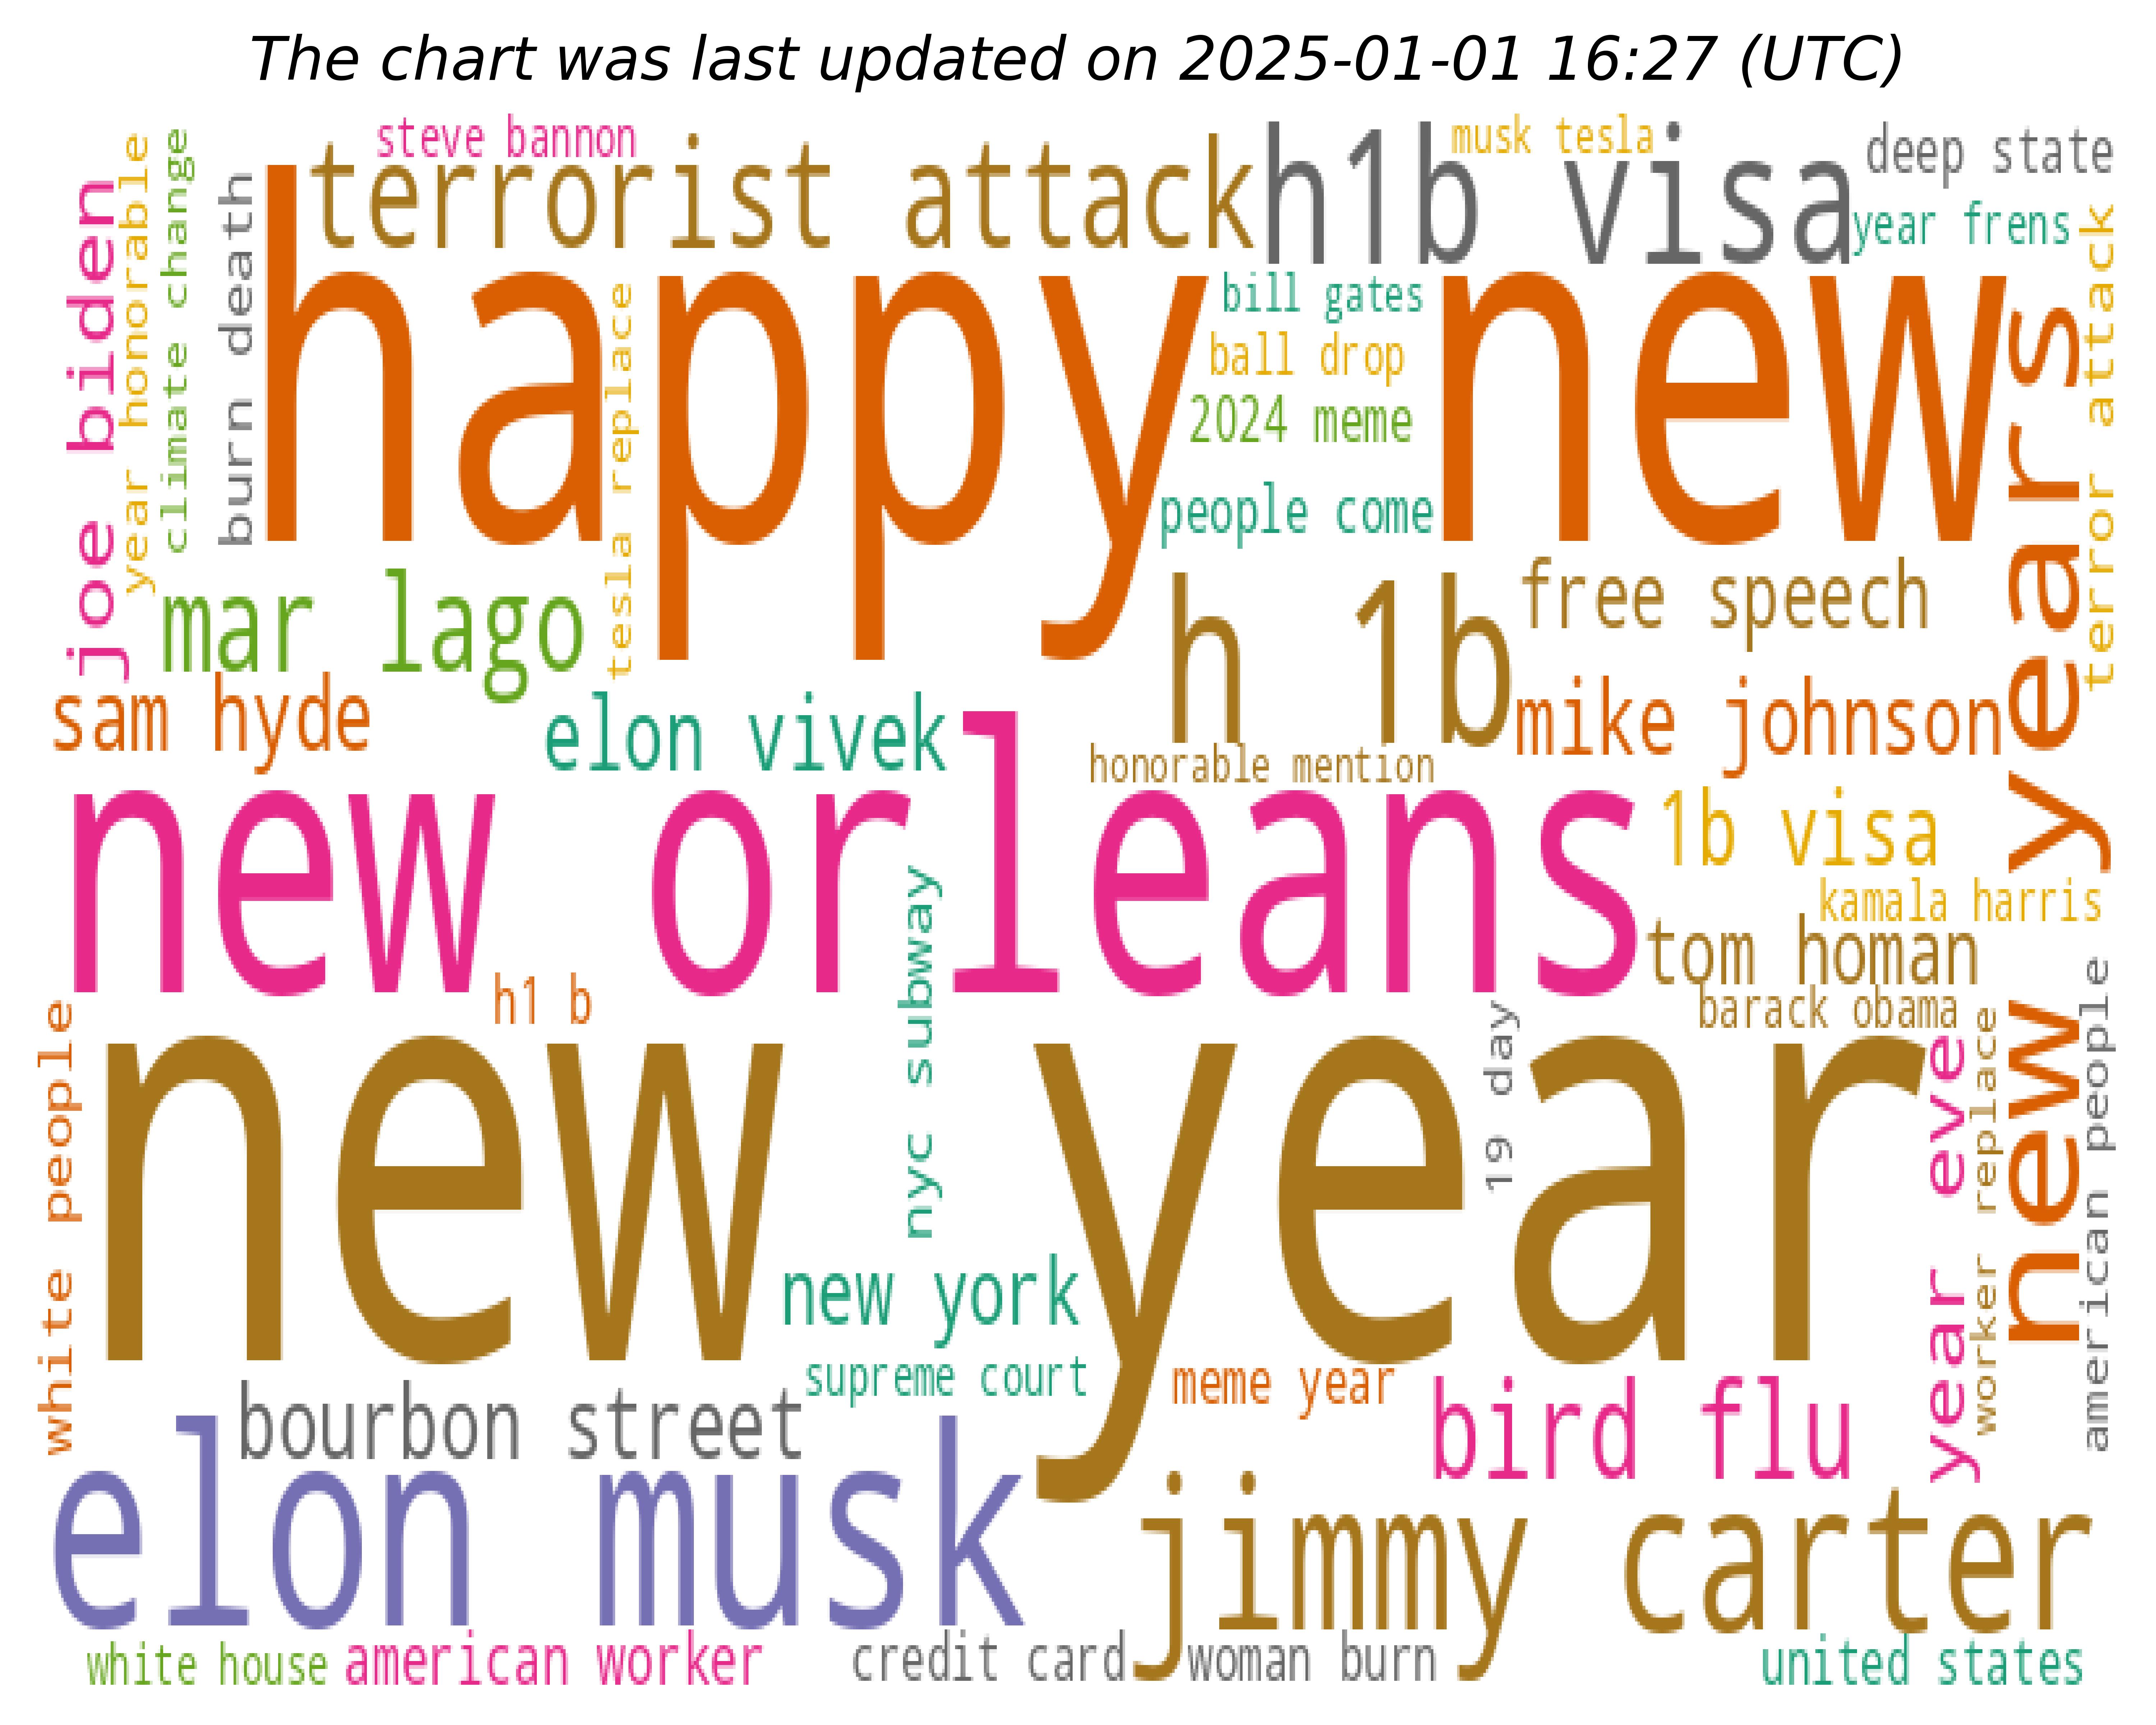 The chart was last updated on 2025-01-01 16:27 (UTC)
steve bannon
musk tesla
terrorist attack
h1b visa
deep state
year frens
joe biden
year honorable
climate change
burn death
happy new
bill gates
ball drop
2024 meme
people come
tesla replace
new years
terror attack
mar lago
h 1b
free speech
sam hyde
elon vivek
mike johnson
honorable mention
new orleans
1b visa
kamala harris
tom homan
barack obama
h1 b
nyc subway
19 day
white people
new year
year eve
worker replace
american people
new york
supreme court
meme year
bourbon street
bird flu
elon musk
jimmy carter
white house
american worker
credit card
woman burn
united states